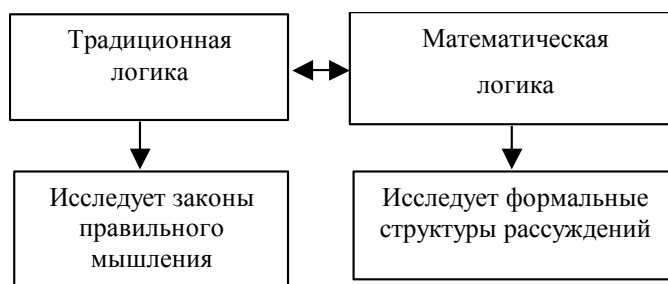 Традиционная
логика
Математическая
логика
Исследует законы
правильного
мышления
Исследует формальные
структуры рассуждений